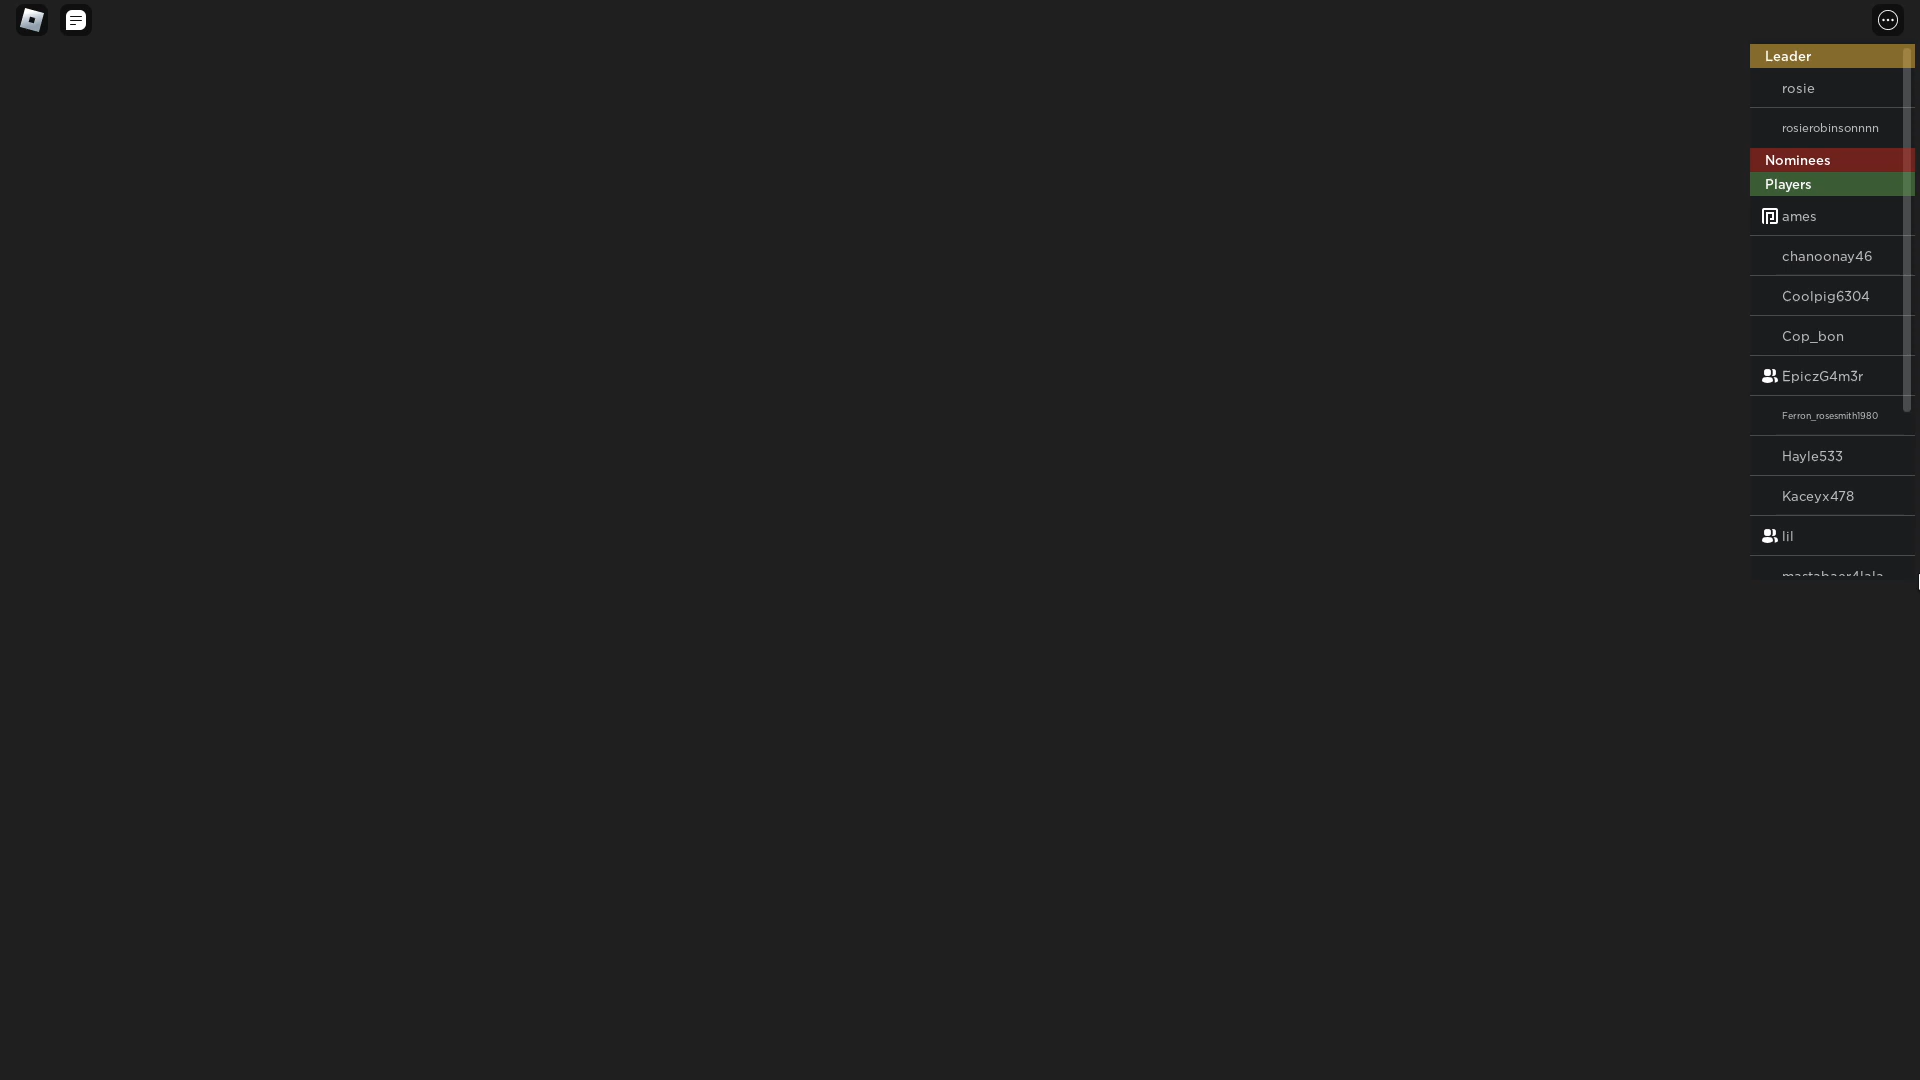 Leader
rosie
rosierobinsonnnn
Nominees
Players
ames
chanoonay46
Coolpig6304
Cop_bon
EpiczG4m3r
Ferron_rosesmith1980
Hayle533
Kaceyx478
lil